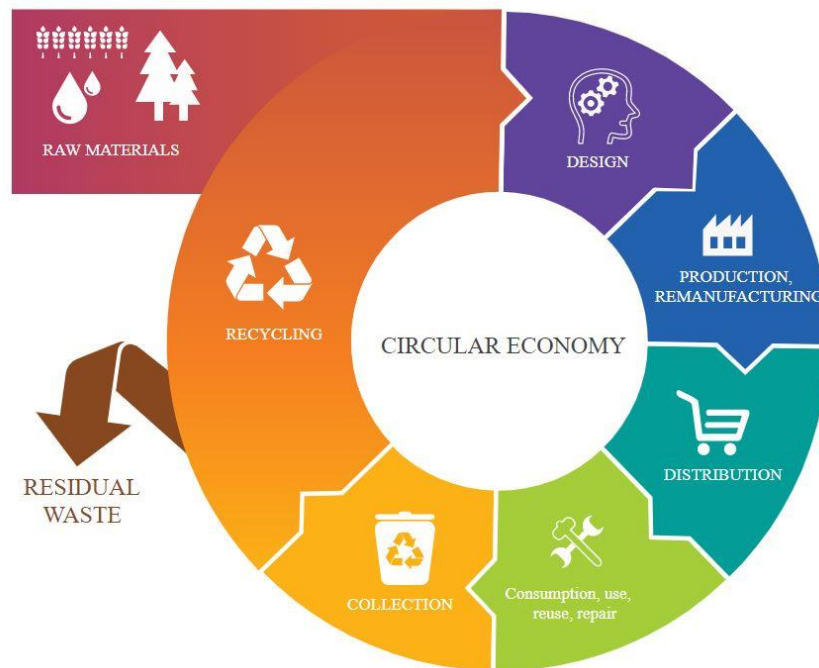 RAW MATERIALS
DESIGN
PRODUCTION,
REMANUFACTURING
RECYCLING
CIRCULAR ECONOMY
DISTRIBUTION
RESIDUAL
WASTE
COLLECTION
Consumption, use,
reuse, repair